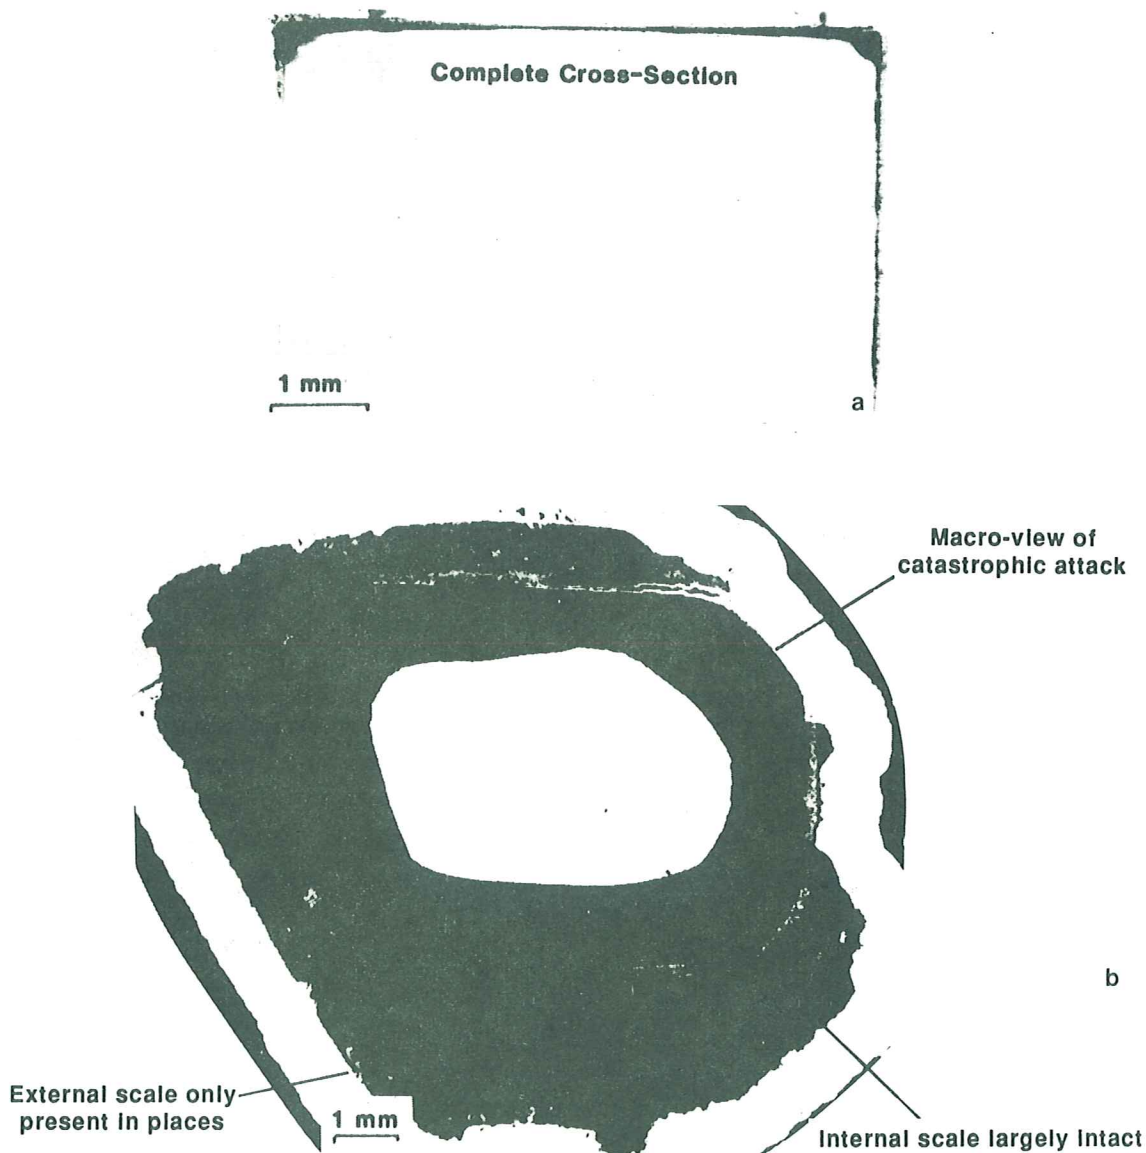 Complete Cross-Section
1 mm
a
Macro-view of
catastrophic attack
b
External scale only
present in places
1 mm
Internal scale largely intact